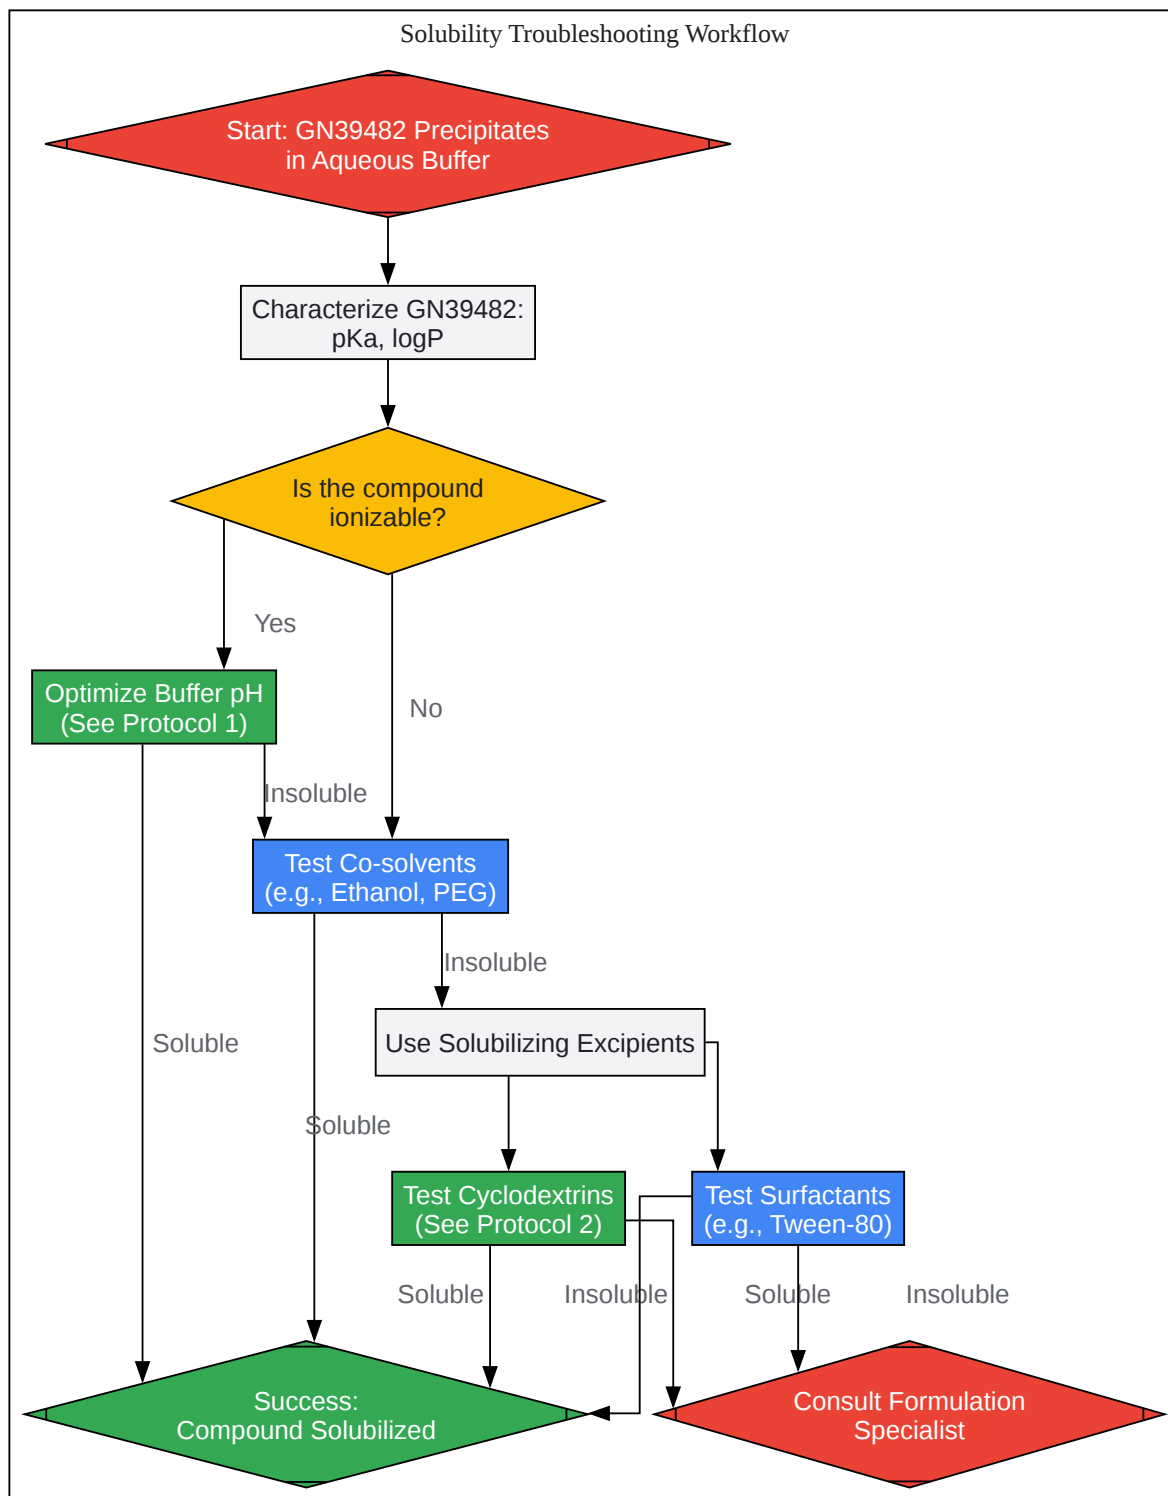 Solubility Troubleshooting Workflow
Start: GN39482 Precipitates
in Aqueous Buffer
Characterize GN39482:
pKa, logP
Is the compound
ionizable?
Yes
Optimize Buffer pH
(See Protocol 1)
No
Insoluble
Test Co-solvents
(e.g., Ethanol, PEG)
Insoluble
Use Solubilizing Excipients
Soluble
Soluble
Test Cyclodextrins
(See Protocol 2)
Test Surfactants
(e.g., Tween-80)
Soluble
Insoluble
Soluble
Insoluble
Success:
Compound Solubilized
Consult Formulation
Specialist